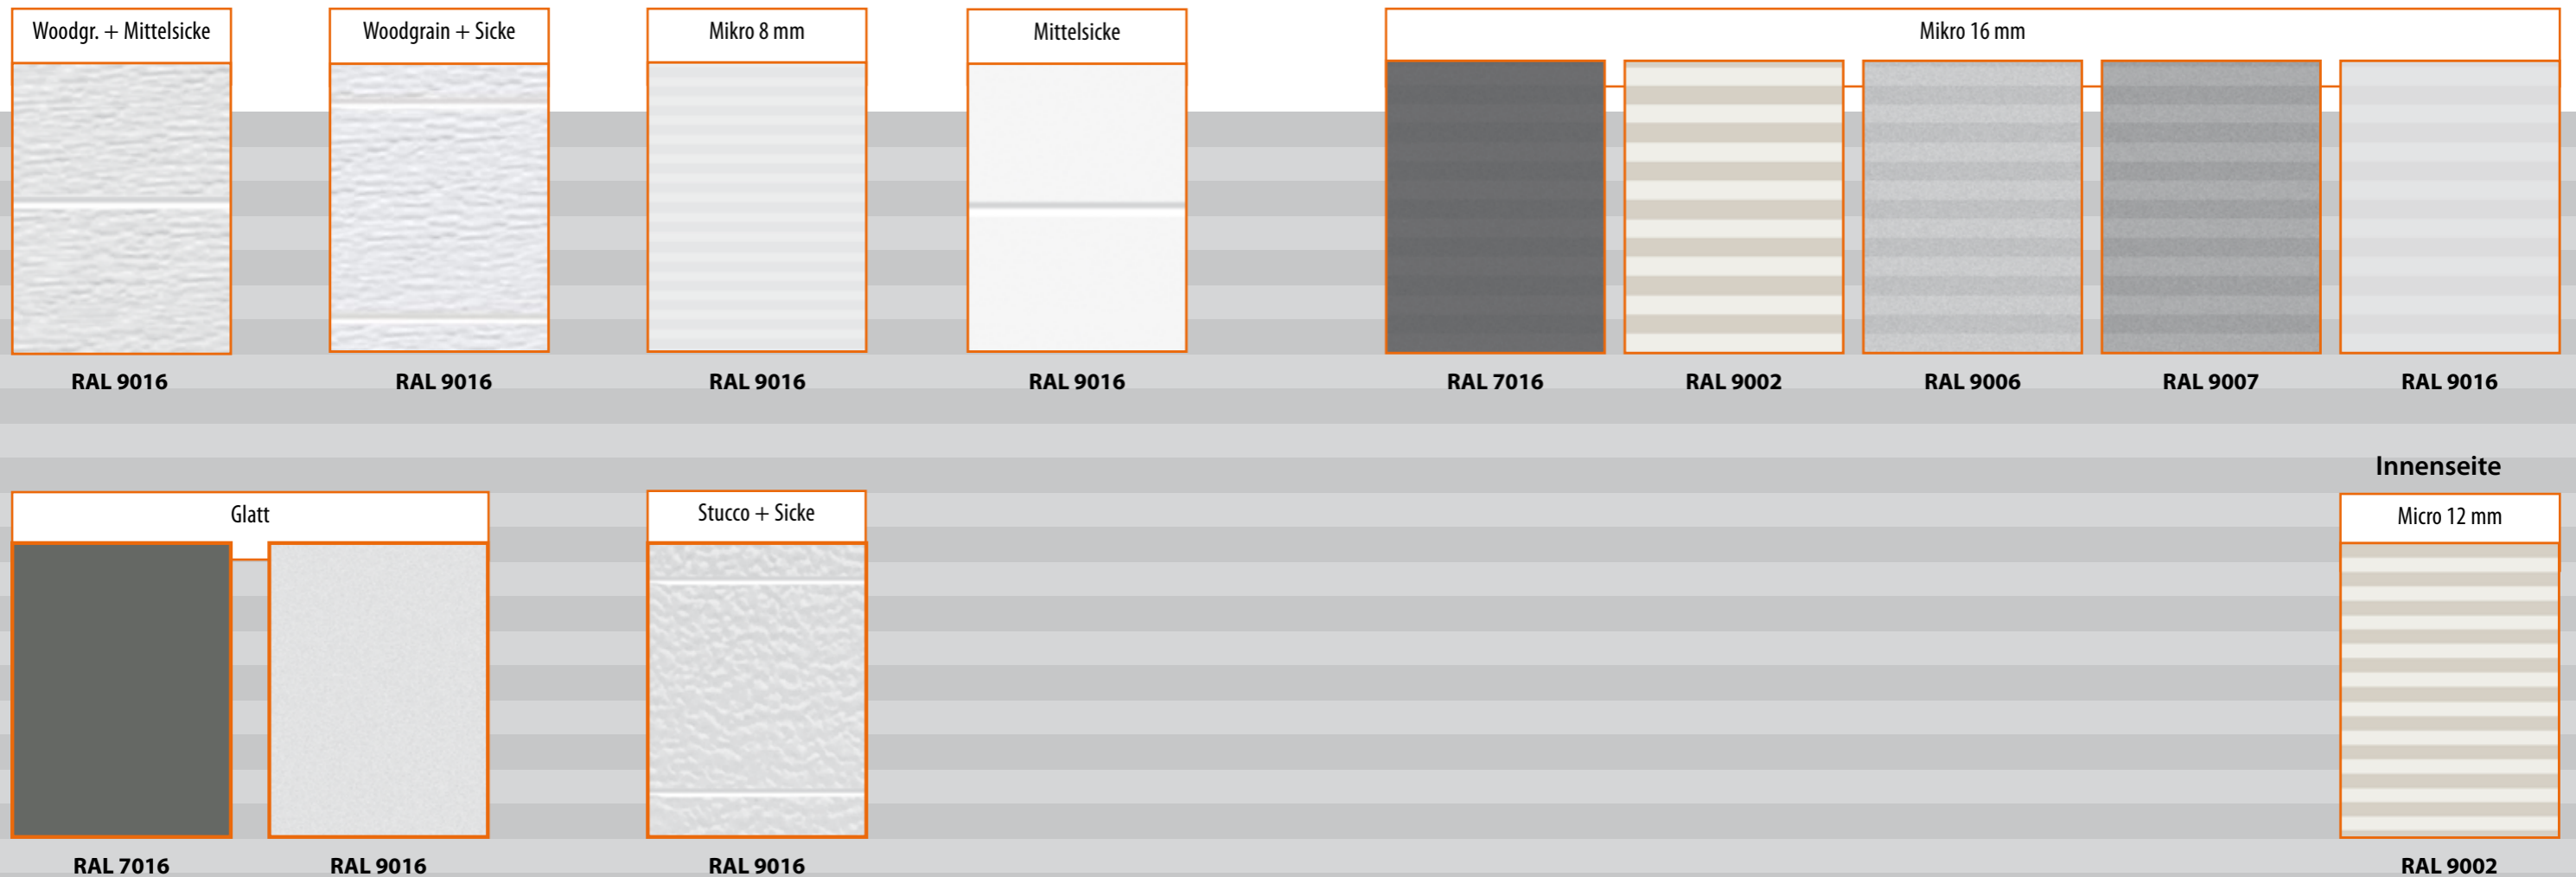 Woodgr. + Mittelsicke
Woodgrain + Sicke
Mikro 8 mm
Mittelsicke
Mikro 16 mm
RAL 9016
RAL 9016
RAL 9016
RAL 9016
RAL 7016
RAL 9002
RAL 9006
RAL 9007
RAL 9016
Innenseite
Glatt
Stucco + Sicke
Micro 12 mm
RAL 7016
RAL 9016
RAL 9016
RAL 9002